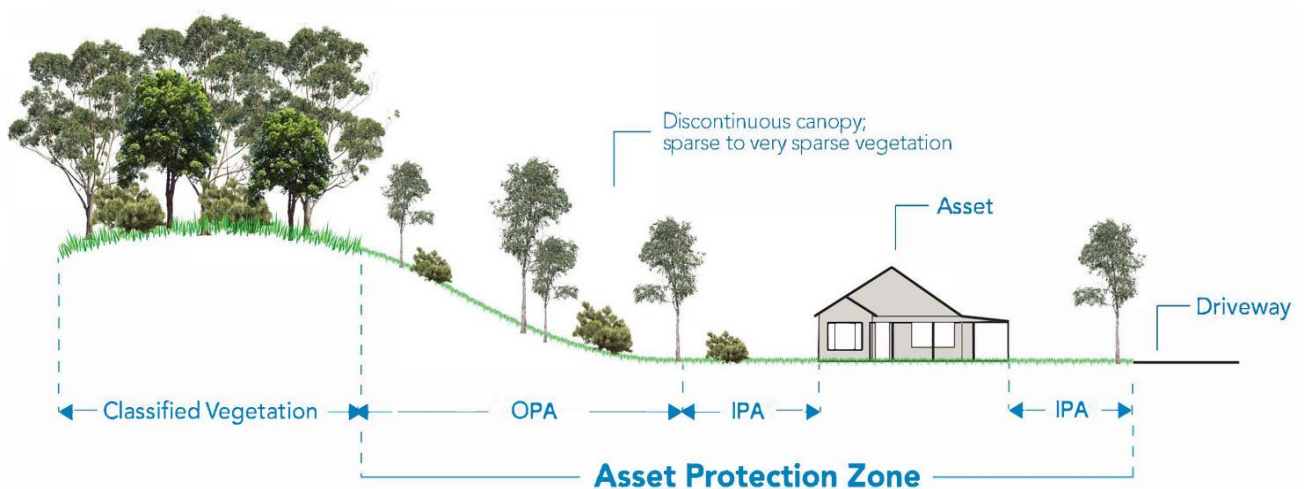 Discontinuous canopy;
sparse to very sparse vegetation
Asset
Driveway
Classified Vegetation
OPA
IPA
IPA
Asset Protection Zone